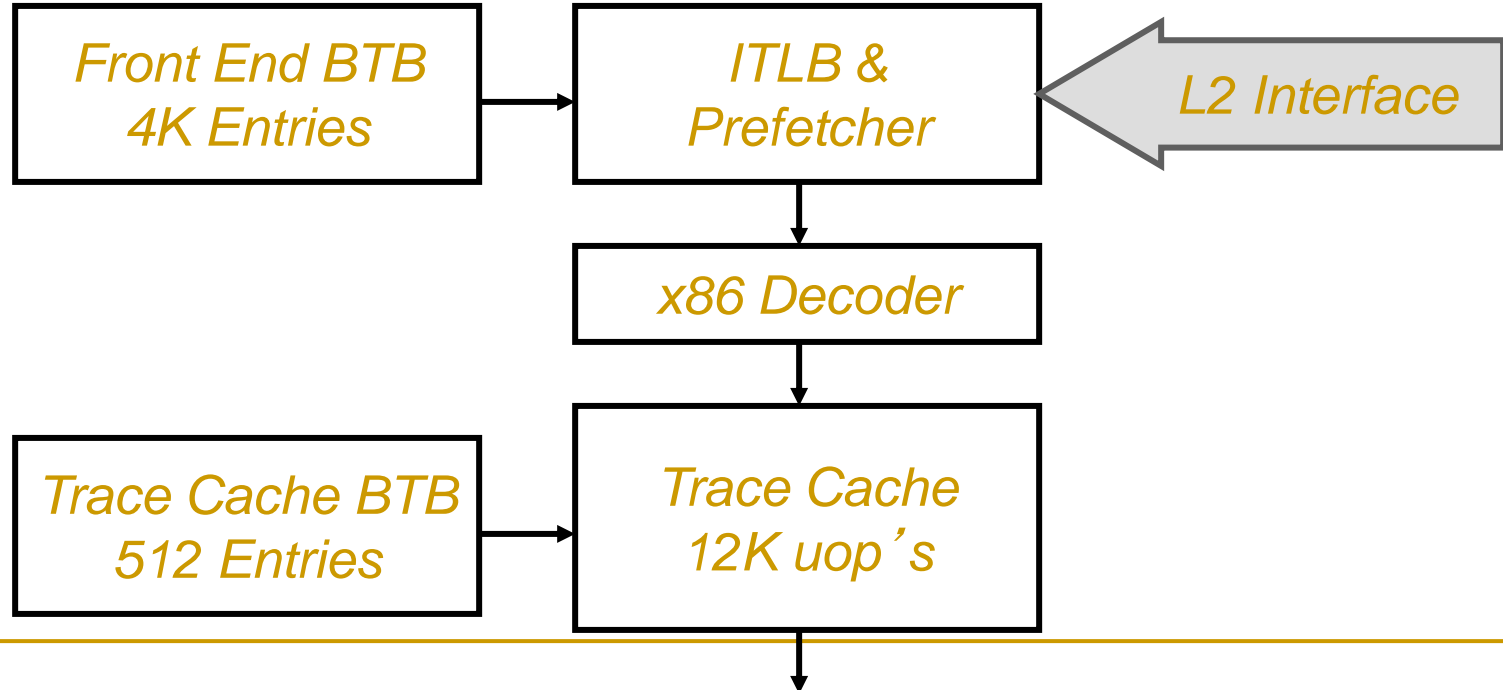 Front End BTB
4K Entries
ITLB &
Prefetcher
L2 Interface
x86 Decoder
Trace Cache BTB
512 Entries
Trace Cache
12K uop's